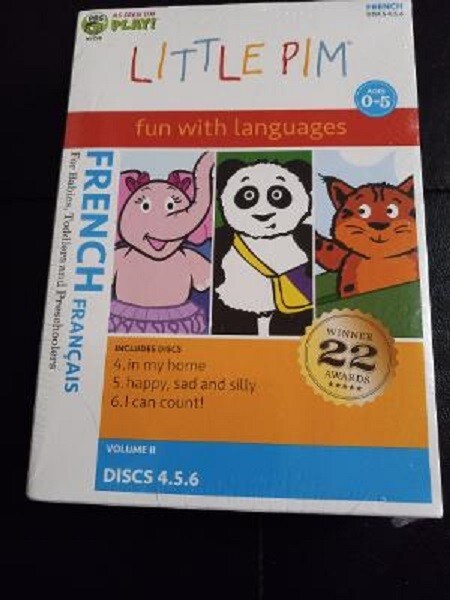 PBS
KIDS
AS SEEN ON
PLAY!
FRENCH
DISCS 4.5.6
LITTLE PIM
AGES
0-5
fun with languages
FRENCH FRANÇAIS
For Babies, Toddlers and Preschoolers
INCLUDES DISCS
4. in my home
5. happy, sad and silly
6. I can count!
WINNER
22
AWARDS
VOLUME II
DISCS 4.5.6